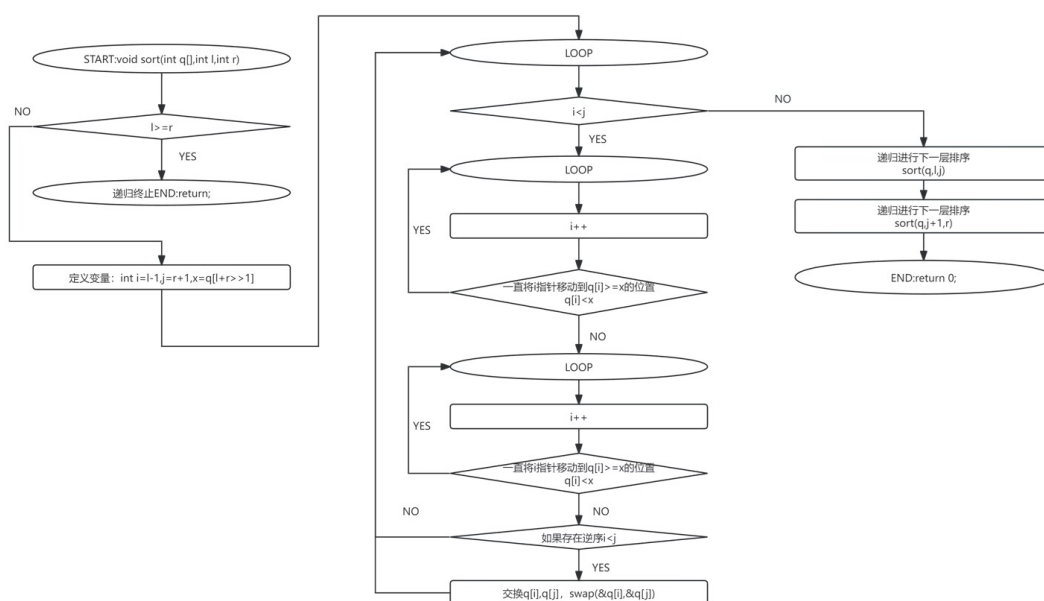 START:void sort(int q[],int l,int r)
NO
l>=r
YES
递归终止END:return;
定义变量：int i=l-1,j=r+1,x=q[l+r>>1]
LOOP
i<j
NO
YES
LOOP
YES
i++
一直将i指针移动到q[i]>=x的位置
q[i]<x
NO
LOOP
YES
i++
一直将i指针移动到q[i]>=x的位置
q[i]<x
NO
NO
如果存在逆序i<j
YES
交换q[i],q[j]，swap(&q[i],&q[j])
递归进行下一层排序
sort(q,l,j)
递归进行下一层排序
sort(q,j+1,r)
END:return 0;